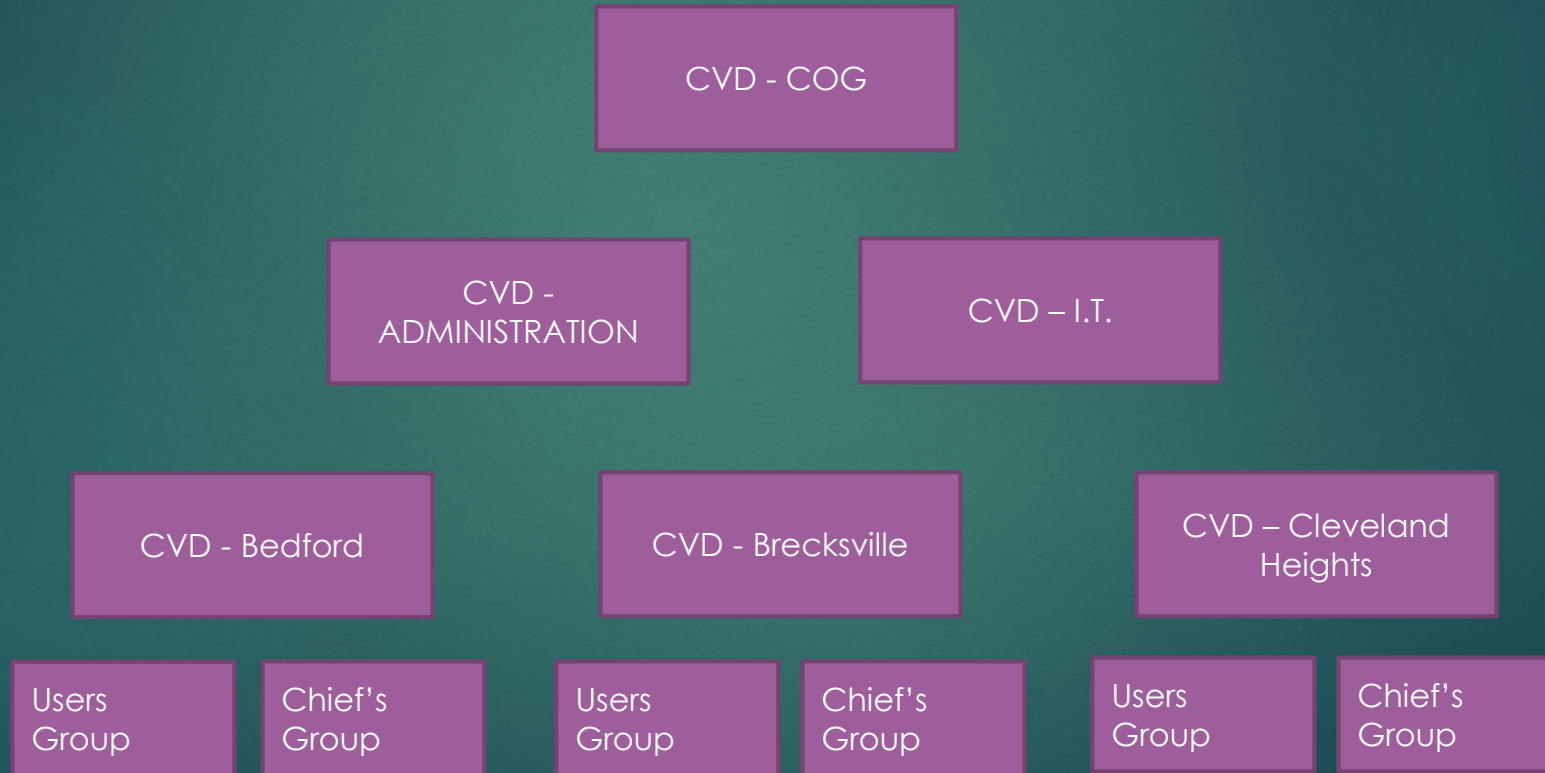 CVD - COG
CVD -
ADMINISTRATION
CVD – I.T.
CVD - Bedford
CVD - Brecksville
CVD – Cleveland
Heights
Users
Group
Chief’s
Group
Users
Group
Chief’s
Group
Users
Group
Chief’s
Group